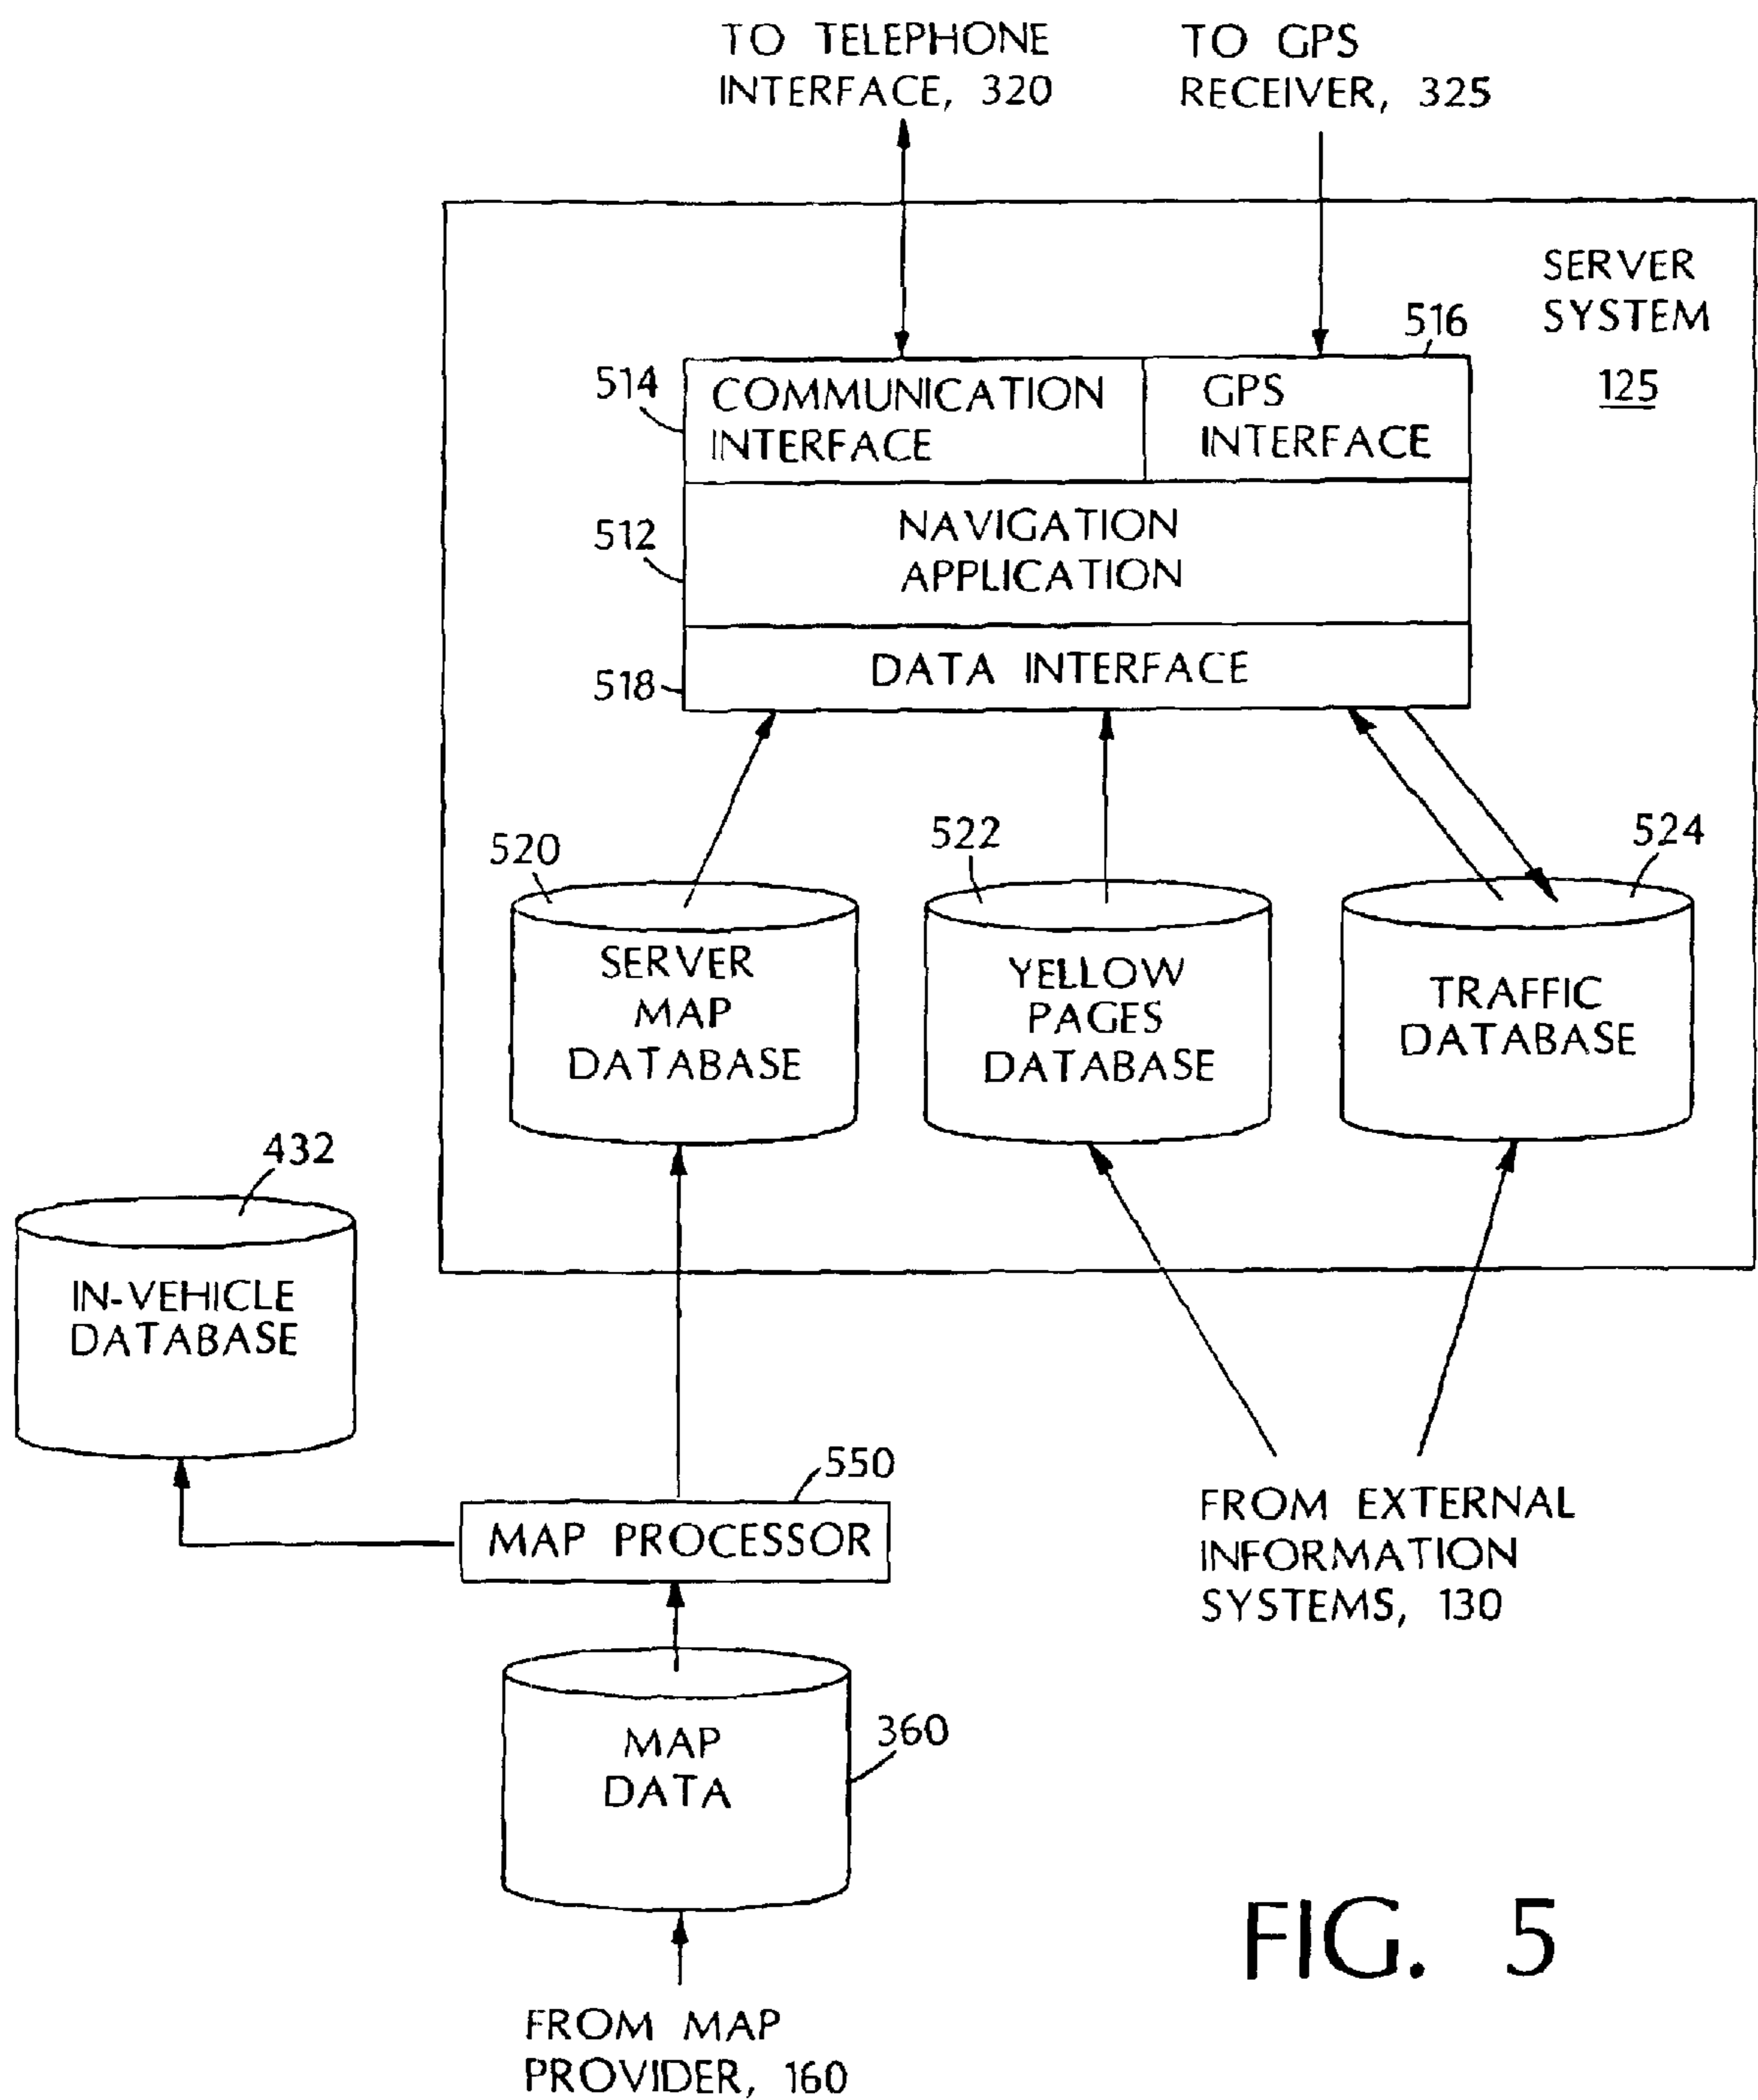 TO TELEPHONE
INTERFACE, 320
TO GPS
RECEIVER, 325
SERVER
SYSTEM
125
514
COMMUNICATION
INTERFACE
516
GPS
INTERFACE
512
NAVIGATION
APPLICATION
518
DATA INTERFACE
520
SERVER
MAP
DATABASE
522
YELLOW
PAGES
DATABASE
524
TRAFFIC
DATABASE
432
IN-VEHICLE
DATABASE
550
MAP PROCESSOR
FROM EXTERNAL
INFORMATION
SYSTEMS, 130
MAP
DATA
360
FROM MAP
PROVIDER, 160
FIG. 5